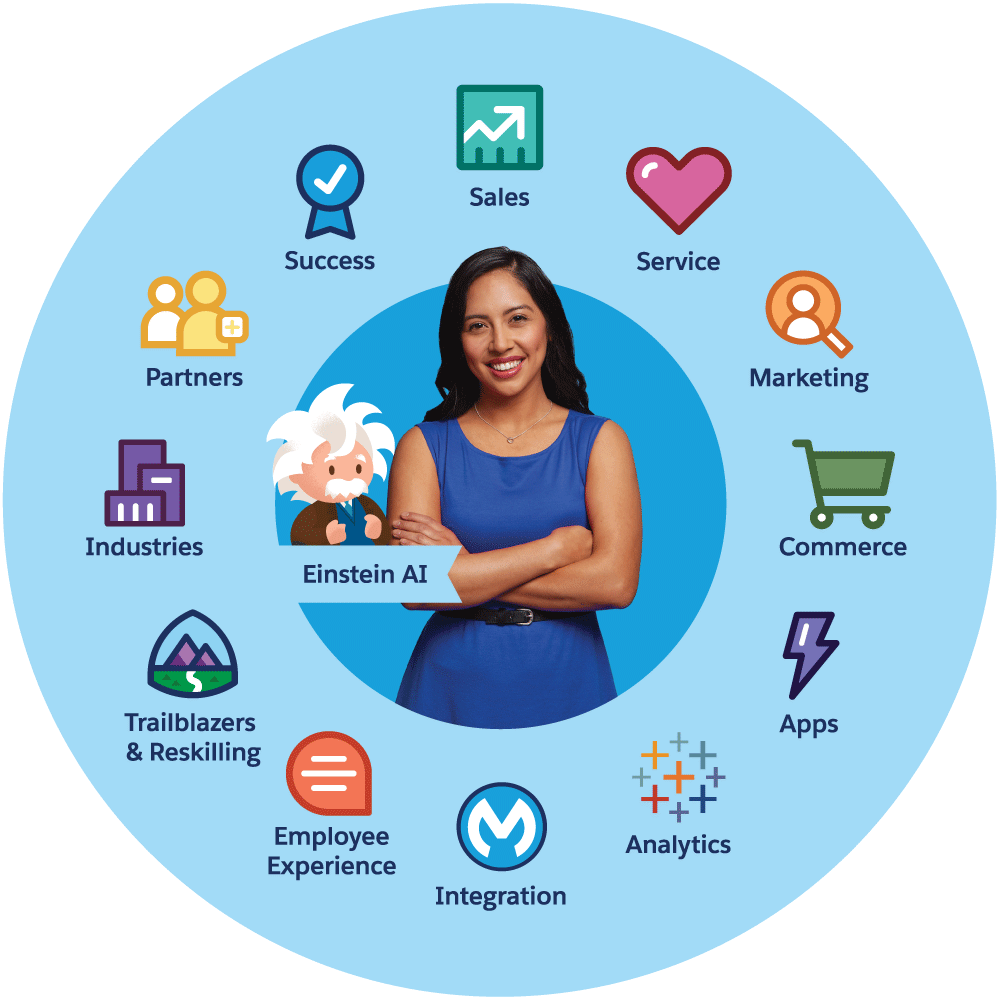 Sales
Service
Marketing
Commerce
Apps
Analytics
Integration
Employee
Experience
Trailblazers
& Reskilling
Industries
Partners
Success
Einstein AI